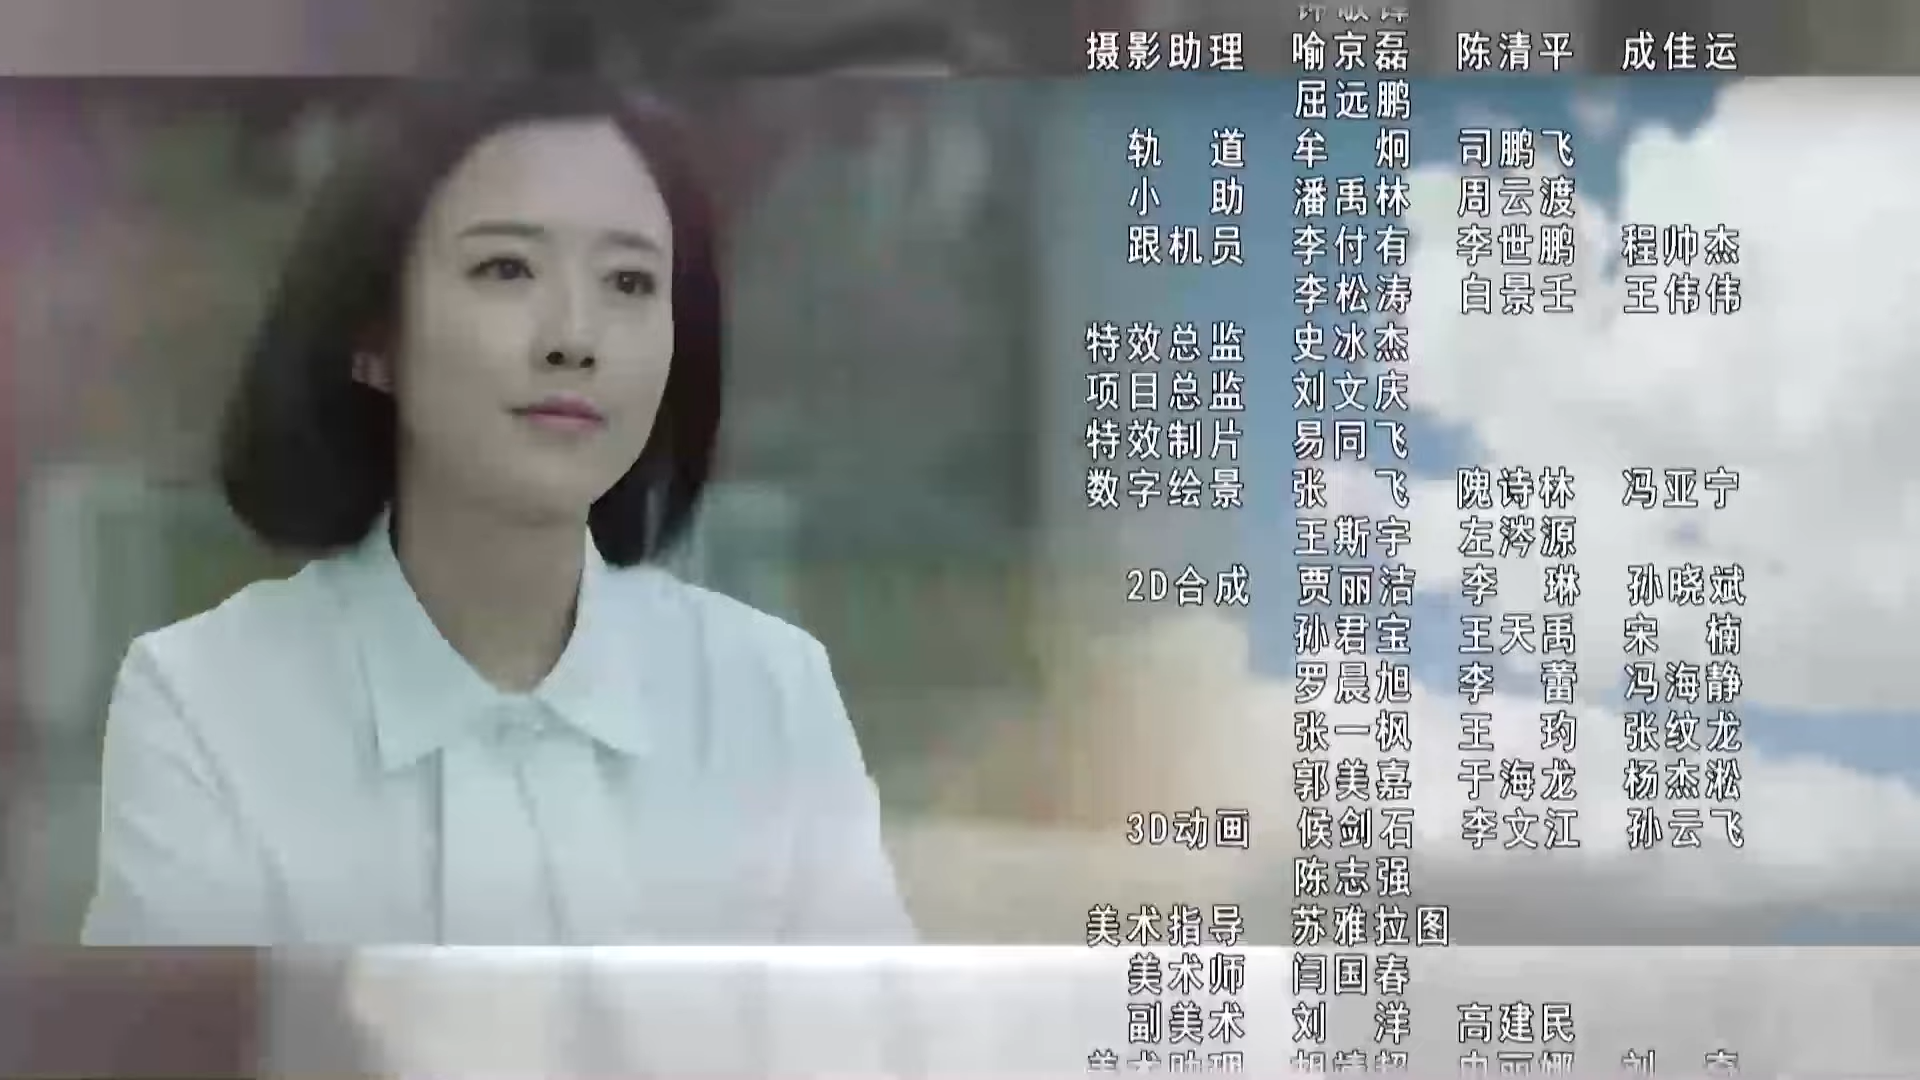 摄影助理 喻京磊 陈清平 成佳运
屈远鹏
轨 道 牟 炯 司鹏飞
小 助 潘禹林 周云渡
跟机员 李付有 李世鹏 程帅杰
李松涛 白景壬 王伟伟
特效总监 史冰杰
项目总监 刘文庆
特效制片 易同飞
数字绘景 张 飞 隗诗林 冯亚宁
王斯宇 左涔源
2D合成 贾丽洁 李 琳 孙晓斌
孙君宝 王天禹 宋 楠
罗晨旭 李 蕾 冯海静
张一枫 王 玓 张纹龙
郭美嘉 于海龙 杨杰淞
3D动画 候剑石 李文江 孙云飞
陈志强
美术指导 苏雅拉图
美术师 闫国春
副美术 刘 洋 高建民
美术助理